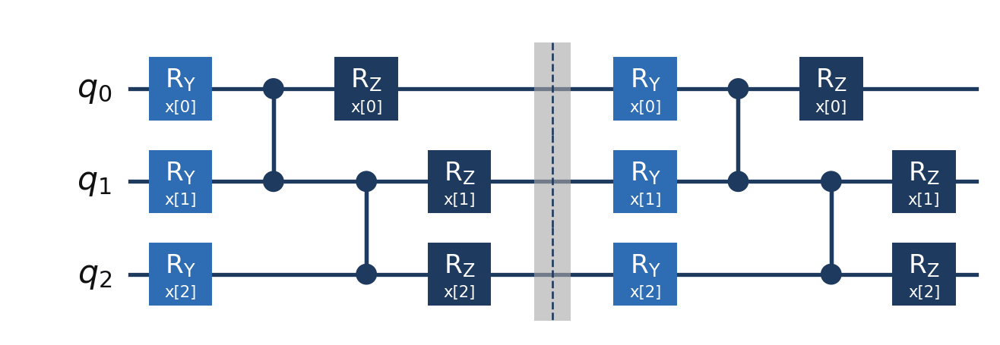 q0 RY x[0] RZ x[0] RY x[0] RZ x[0]
q1 RY x[1] RZ x[1] RY x[1] RZ x[1]
q2 RY x[2] RZ x[2] RY x[2] RZ x[2]